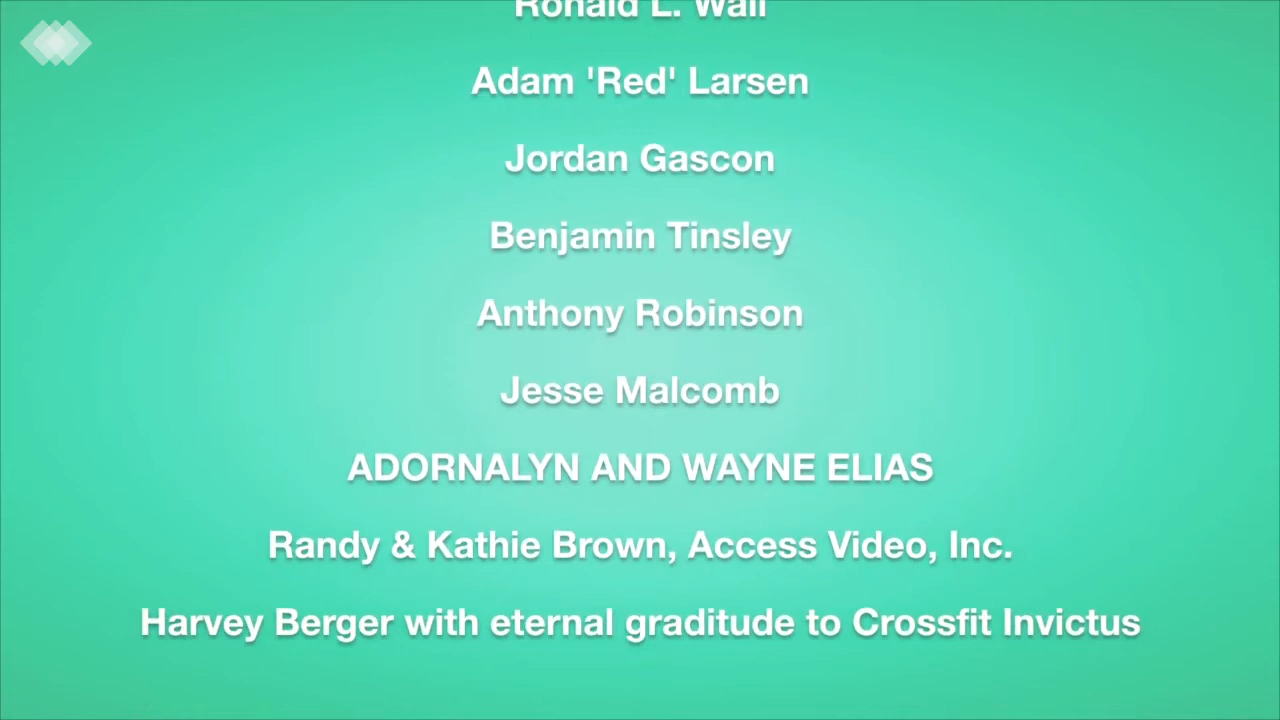 Ronald L. Wall
Adam 'Red' Larsen
Jordan Gascon
Benjamin Tinsley
Anthony Robinson
Jesse Malcomb
ADORNALYN AND WAYNE ELIAS
Randy & Kathie Brown, Access Video, Inc.
Harvey Berger with eternal graditude to Crossfit Invictus